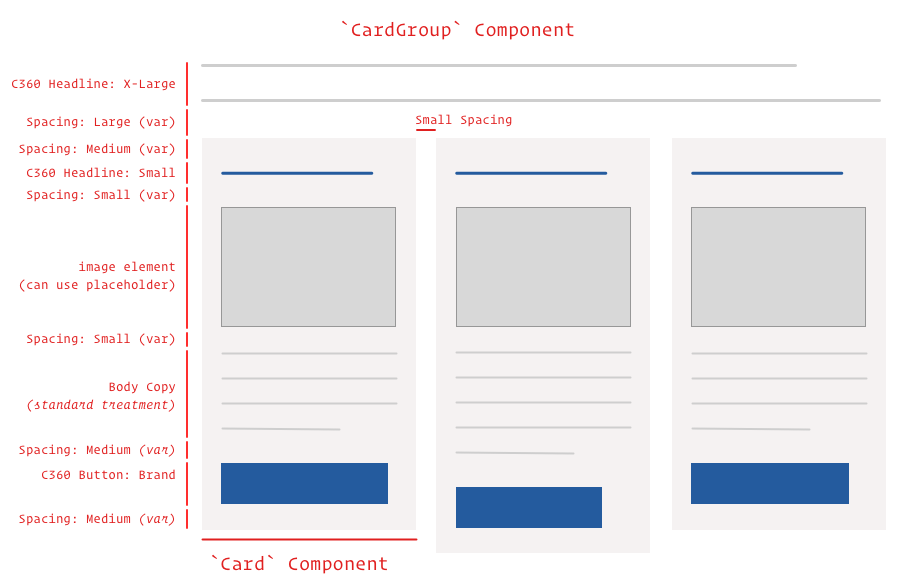 `CardGroup` Component
C360 Headline: X-Large
Spacing: Large (var)
Small Spacing
Spacing: Medium (var)
C360 Headline: Small
Spacing: Small (var)
image element
(can use placeholder)
Spacing: Small (var)
Body Copy
(standard treatment)
Spacing: Medium (var)
C360 Button: Brand
Spacing: Medium (var)
`Card` Component